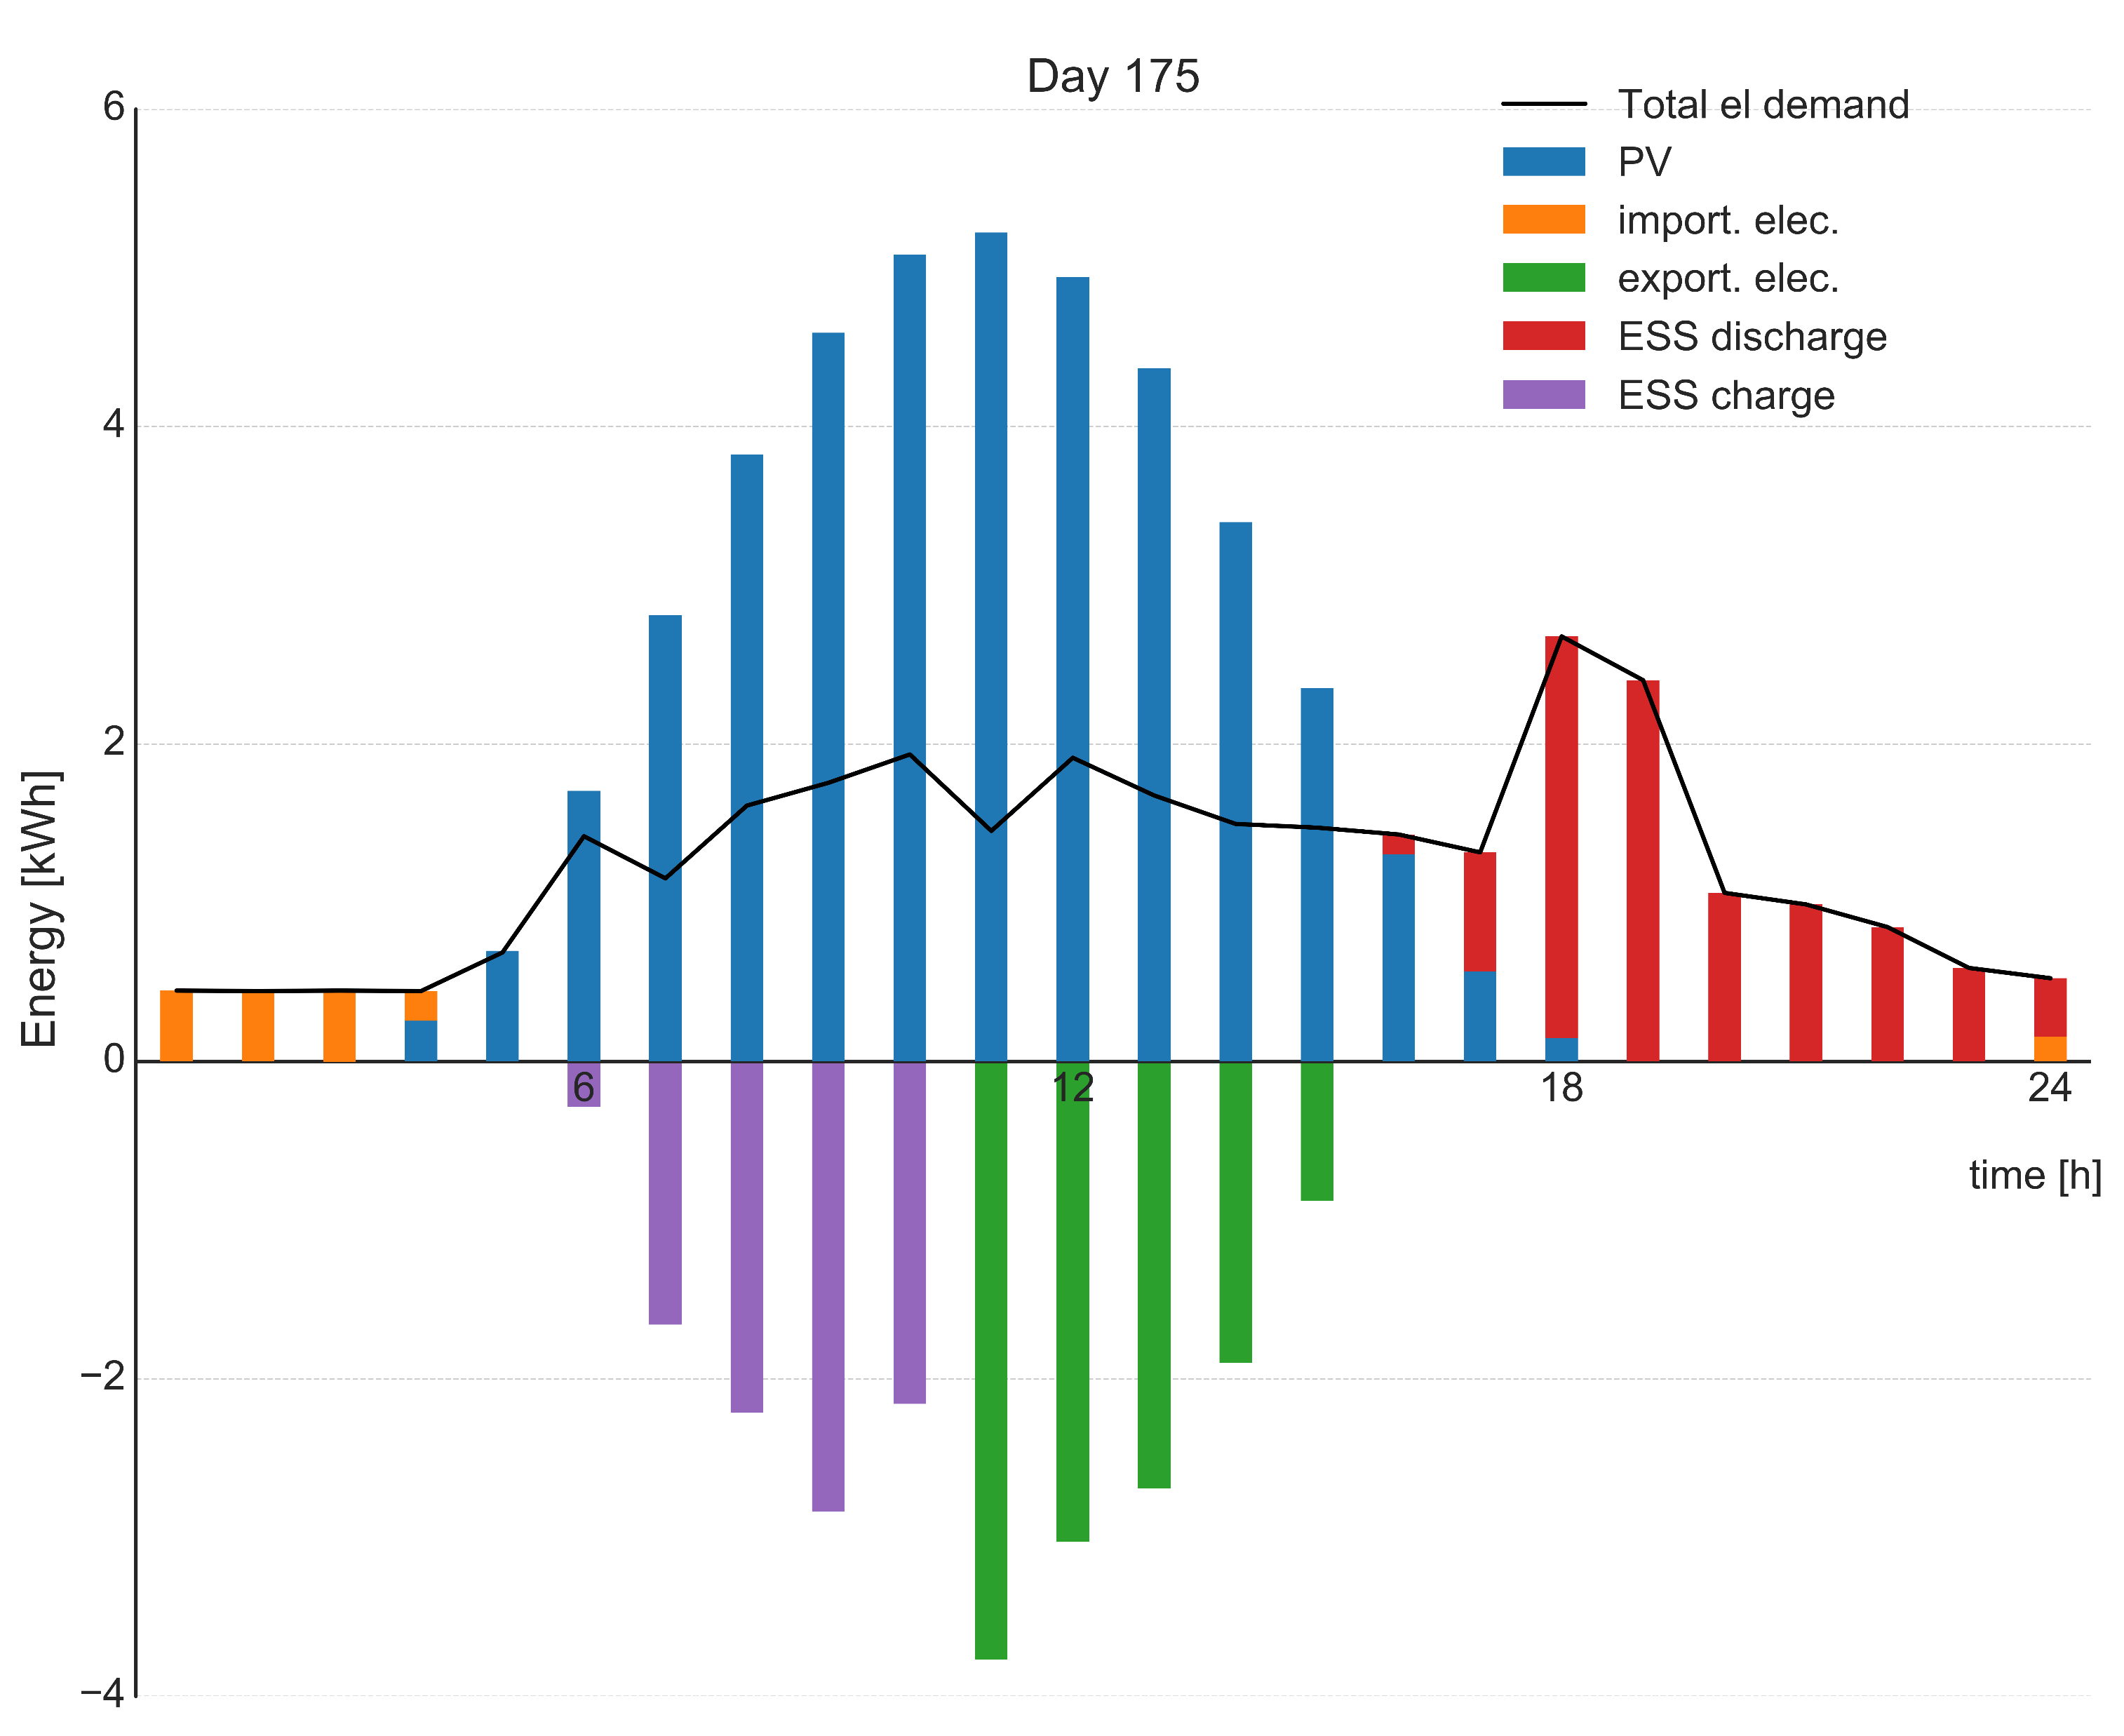 Day 175
Total el demand
PV
import. elec.
export. elec.
ESS discharge
ESS charge
Energy [kWh]
6
4
2
0
−2
−4
6
12
18
24
time [h]